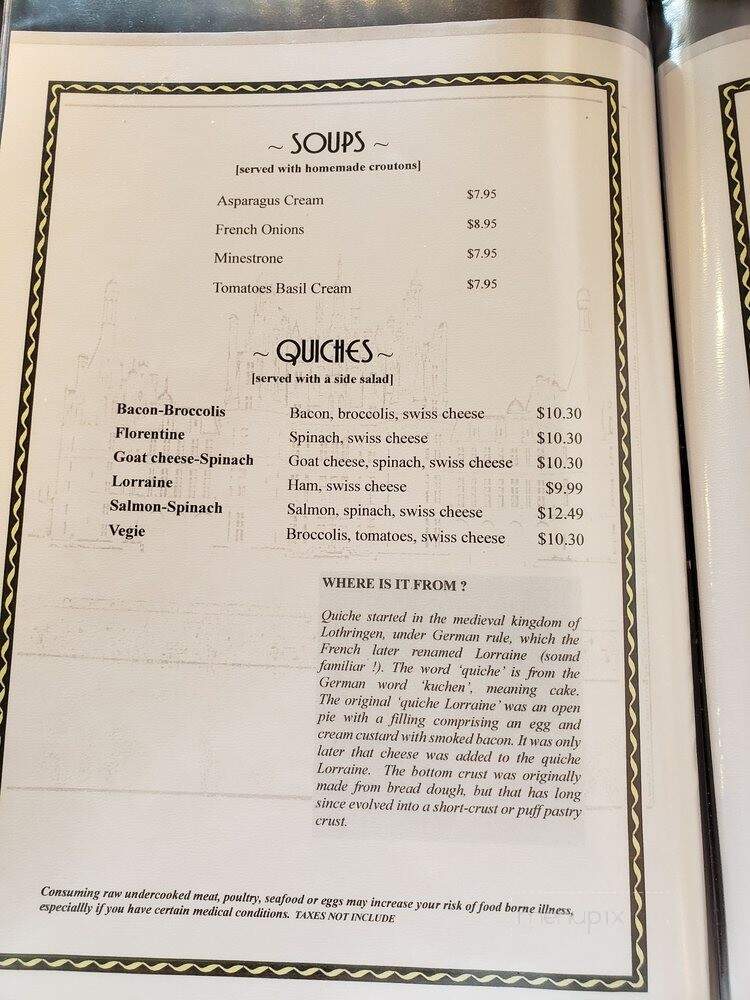 ~ SOUPS ~
[served with homemade croutons]
Asparagus Cream $7.95
French Onions $8.95
Minestrone $7.95
Tomatoes Basil Cream $7.95
~ QUICHES ~
[served with a side salad]
Bacon-Broccolis Bacon, broccolis, swiss cheese $10.30
Florentine Spinach, swiss cheese $10.30
Goat cheese-Spinach Goat cheese, spinach, swiss cheese $10.30
Lorraine Ham, swiss cheese $9.99
Salmon-Spinach Salmon, spinach, swiss cheese $12.49
Vegie Broccolis, tomatoes, swiss cheese $10.30
WHERE IS IT FROM ?
Quiche started in the medieval kingdom of
Lothringen, under German rule, which the
French later renamed Lorraine (sound
familiar !). The word 'quiche' is from the
German word 'kuchen', meaning cake.
The original 'quiche Lorraine' was an open
pie with a filling comprising an egg and
cream custard with smoked bacon. It was only
later that cheese was added to the quiche
Lorraine. The bottom crust was originally
made from bread dough, but that has long
since evolved into a short-crust or puff pastry
crust.
Consuming raw undercooked meat, poultry, seafood or eggs may increase your risk of food borne illness,
especiallly if you have certain medical conditions. TAXES NOT INCLUDE
menupix